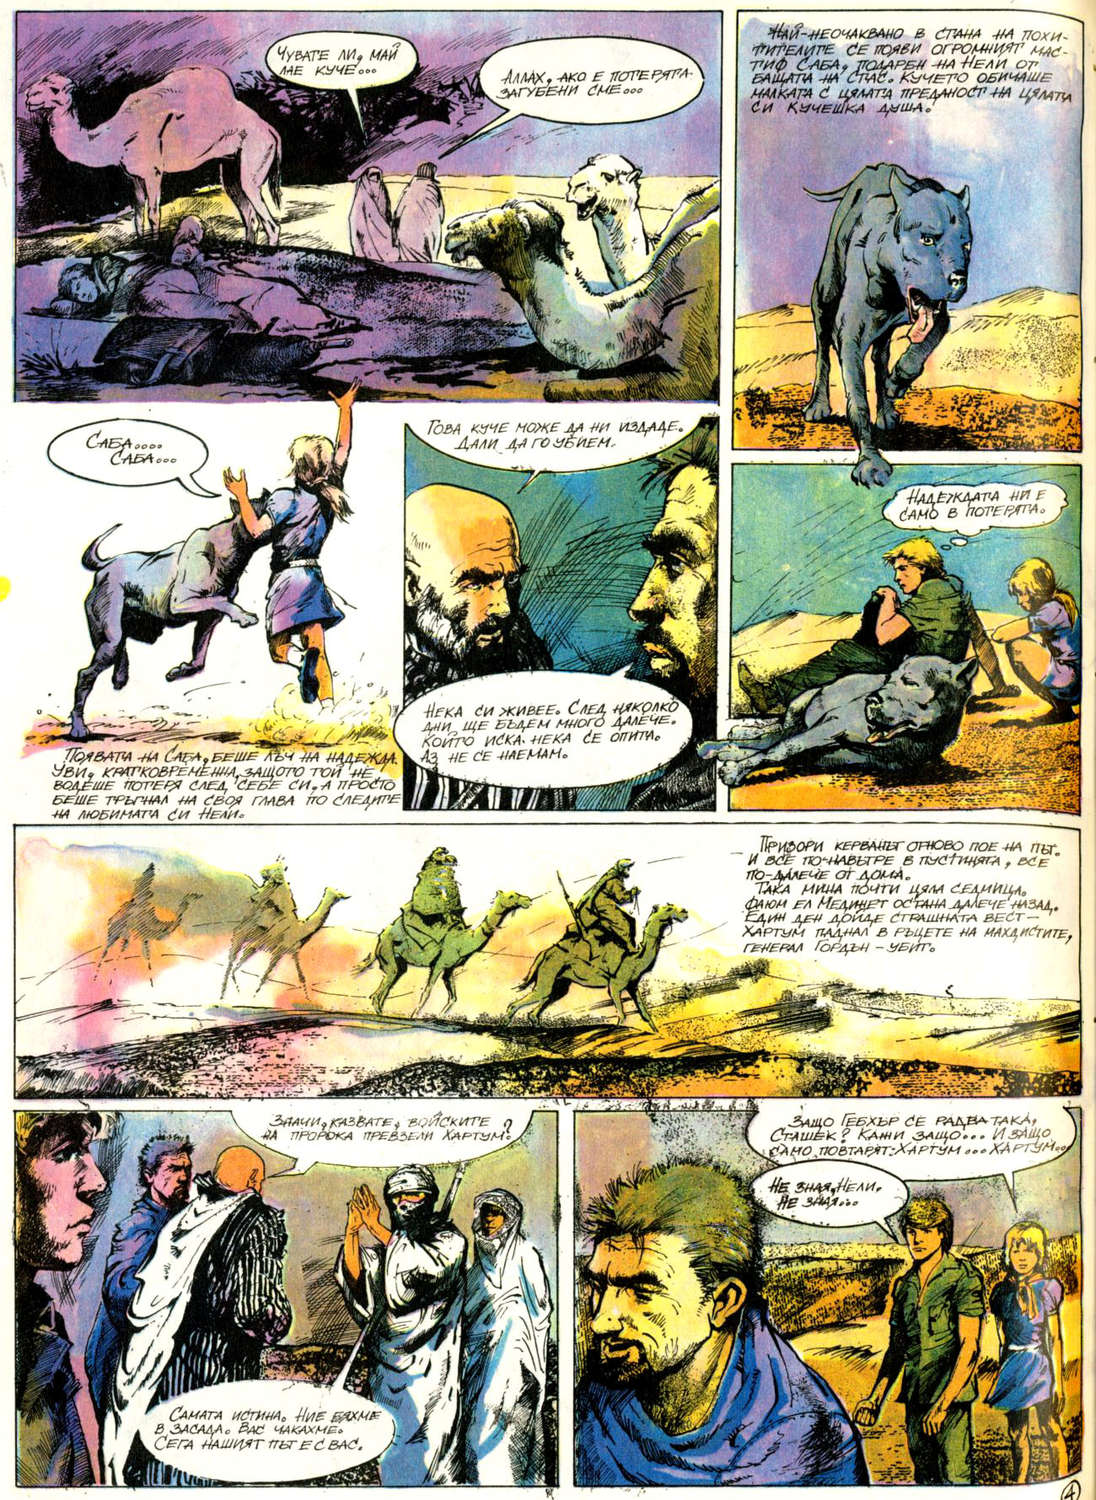 ЧУВАТЕ ЛИ, МАЙ
ЛАЕ КУЧЕ...
АЛЛАХ, АКО Е ПОТЕРЯТА-
ЗАГУБЕНИ СМЕ...
НАЙ-НЕОЧАКВАНО В СТАНА НА ПОХИ-
ТИТЕЛИТЕ СЕ ПОЯВИ ОГРОМНИЯТ МАС-
ТИФ САБА, ПОДАРЕН НА НЕЛИ ОТ
БАЩАТА НА СТАС. КУЧЕТО ОБИЧАШЕ
МАЛКАТА С ЦЯЛАТА ПРЕДАНОСТ НА ЦЯЛАТА
СИ КУЧЕШКА ДУША.
САБА....
САБА...
ПОЯВАТА НА САБА, БЕШЕ ЛЪЧ НА НАДЕЖДА.
УВИ, КРАТКОВРЕМЕННА, ЗАЩОТО ТОЙ НЕ
ВОДЕШЕ ПОТЕРЯ СЛЕД СЕБЕ СИ, А ПРОСТО
БЕШЕ ТРЪГНАЛ НА СВОЯ ГЛАВА ПО СЛЕДИТЕ
НА ЛЮБИМАТА СИ НЕЛИ.
ТОВА КУЧЕ МОЖЕ ДА НИ ИЗДАДЕ.
ДАЛИ ДА ГО УБИЕМ.
НЕКА СИ ЖИВЕЕ. СЛЕД НЯКОЛКО
ДНИ, ЩЕ БЪДЕМ МНОГО ДАЛЕЧЕ.
КОЙТО ИСКА. НЕКА СЕ ОПИТА.
АЗ НЕ СЕ НАЕМАМ.
НАДЕЖДАТА НИ Е
САМО В ПОТЕРЯТА.
ПРИЗОРИ КЕРВАНЪТ ОТНОВО ПОЕ НА ПЪТ.
И ВСЕ ПО-НАВЪТРЕ В ПУСТИНЯТА, ВСЕ
ПО-ДАЛЕЧЕ ОТ ДОМА.
ТАКА МИНА ПОЧТИ ЦЯЛА СЕДМИЦА.
ФАЮМ ЕЛ МЕДИНЕТ ОСТАНА ДАЛЕЧЕ НАЗАД.
ЕДИН ДЕН ДОЙДЕ СТРАШНАТА ВЕСТ-
ХАРТУМ ПАДНАЛ В РЪЦЕТЕ НА МАХДИСТИТЕ,
ГЕНЕРАЛ ГОРДЪН - УБИТ.
ЗНАЧИ, КАЗВАТЕ, ВОЙСКИТЕ
НА ПРОРОКА ПРЕВЗЕЛИ ХАРТУМ?
САМАТА ИСТИНА. НИЕ БЯХМЕ
В ЗАСАДА. ВАС ЧАКАХМЕ.
СЕГА НАШИЯТ ПЪТ Е С ВАС.
ЗАЩО ГЕБХЪР СЕ РАДВА ТАКА,
СТАШЕК? КАЖИ ЗАЩО... И ЗАЩО
САМО ПОВТАРЯТ: ХАРТУМ... ХАРТУМ...
НЕ ЗНАЯ, НЕЛИ.
НЕ ЗНАЯ...
4